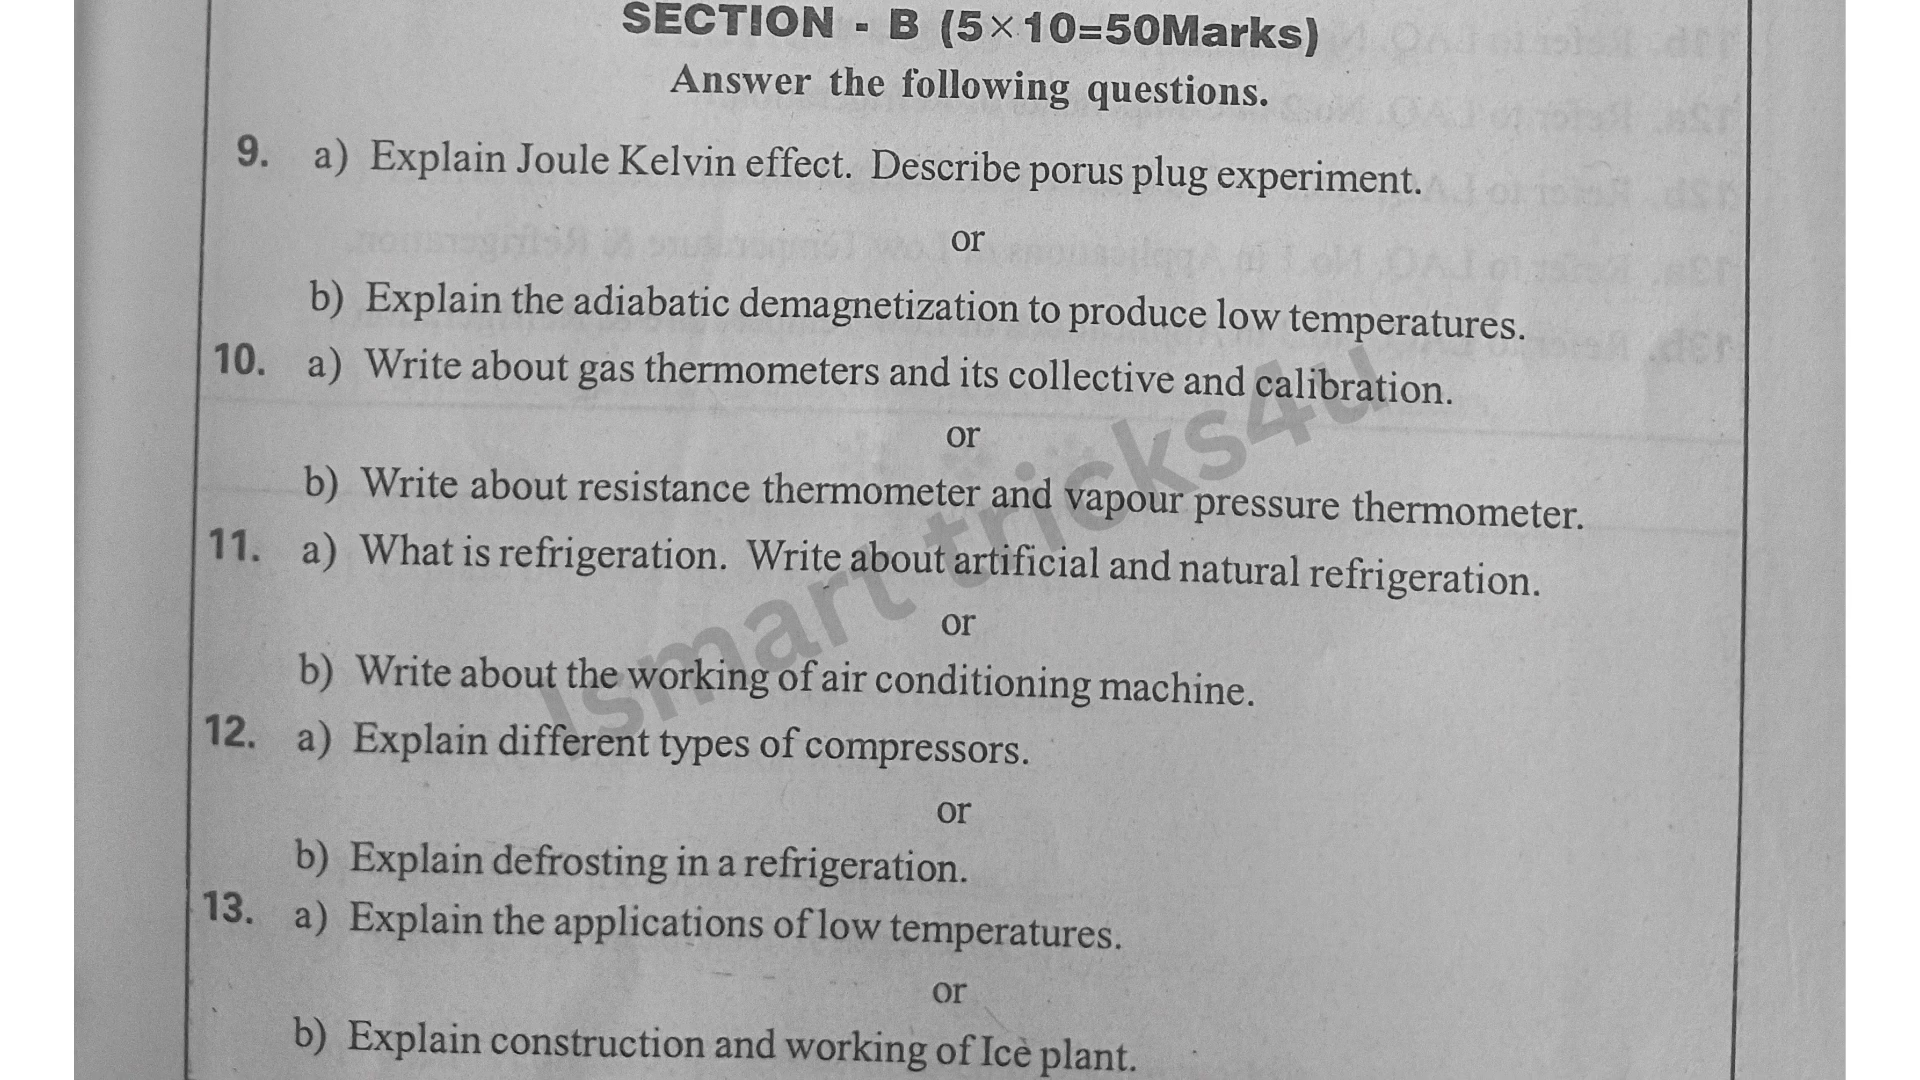 SECTION - B (5×10=50Marks)
Answer the following questions.
9. a) Explain Joule Kelvin effect. Describe porus plug experiment.
or
b) Explain the adiabatic demagnetization to produce low temperatures.
10. a) Write about gas thermometers and its collective and calibration.
or
b) Write about resistance thermometer and vapour pressure thermometer.
11. a) What is refrigeration. Write about artificial and natural refrigeration.
or
b) Write about the working of air conditioning machine.
12. a) Explain different types of compressors.
or
b) Explain defrosting in a refrigeration.
13. a) Explain the applications of low temperatures.
or
b) Explain construction and working of Ice plant.
Ismart tricks4u